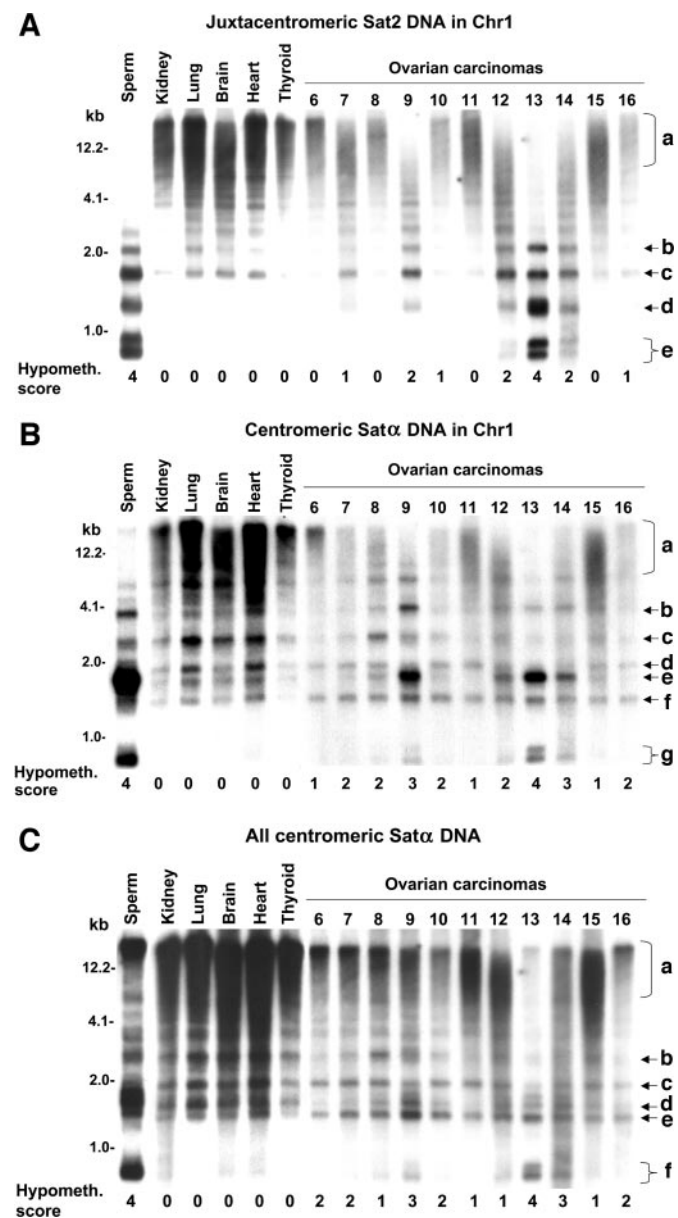 A
Juxtacentromeric Sat2 DNA in Chr1
Sperm
Kidney
Lung
Brain
Heart
Thyroid
Ovarian carcinomas
6 7 8 9 10 11 12 13 14 15 16
kb
12.2-
4.1-
2.0-
1.0-
a
b
c
d
e
Hypometh. score
4 0 0 0 0 0 0 1 0 2 1 0 2 4 2 0 1
B
Centromeric Satα DNA in Chr1
Sperm
Kidney
Lung
Brain
Heart
Thyroid
Ovarian carcinomas
6 7 8 9 10 11 12 13 14 15 16
kb
12.2-
4.1-
2.0-
1.0-
a
b
c
d
e
f
g
Hypometh.
score
4 0 0 0 0 0 1 2 2 3 2 1 2 4 3 1 2
C
All centromeric Satα DNA
Sperm
Kidney
Lung
Brain
Heart
Thyroid
Ovarian carcinomas
6 7 8 9 10 11 12 13 14 15 16
kb
12.2-
4.1-
2.0-
1.0-
a
b
c
d
e
f
Hypometh.
score
4 0 0 0 0 0 2 2 1 3 2 1 1 4 3 1 2